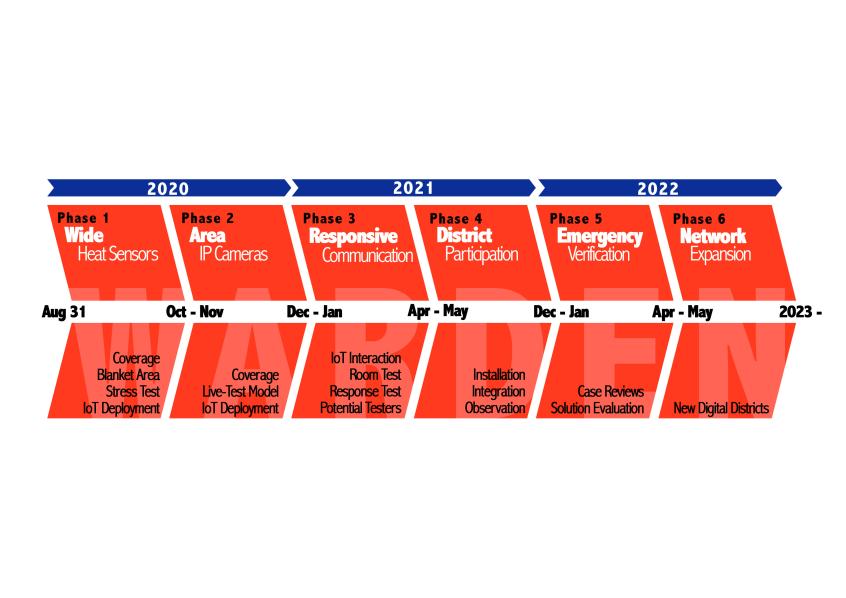 2020
2021
2022
Phase 1
Wide
Heat Sensors
Phase 2
Area
IP Cameras
Phase 3
Responsive
Communication
Phase 4
District
Participation
Phase 5
Emergency
Verification
Phase 6
Network
Expansion
WARDEN
Aug 31
Oct - Nov
Dec - Jan
Apr - May
Dec - Jan
Apr - May
2023 -
Coverage
Blanket Area
Stress Test
IoT Deployment
Coverage
Live-Test Model
IoT Deployment
IoT Interaction
Room Test
Response Test
Potential Testers
Installation
Integration
Observation
Case Reviews
Solution Evaluation
New Digital Districts